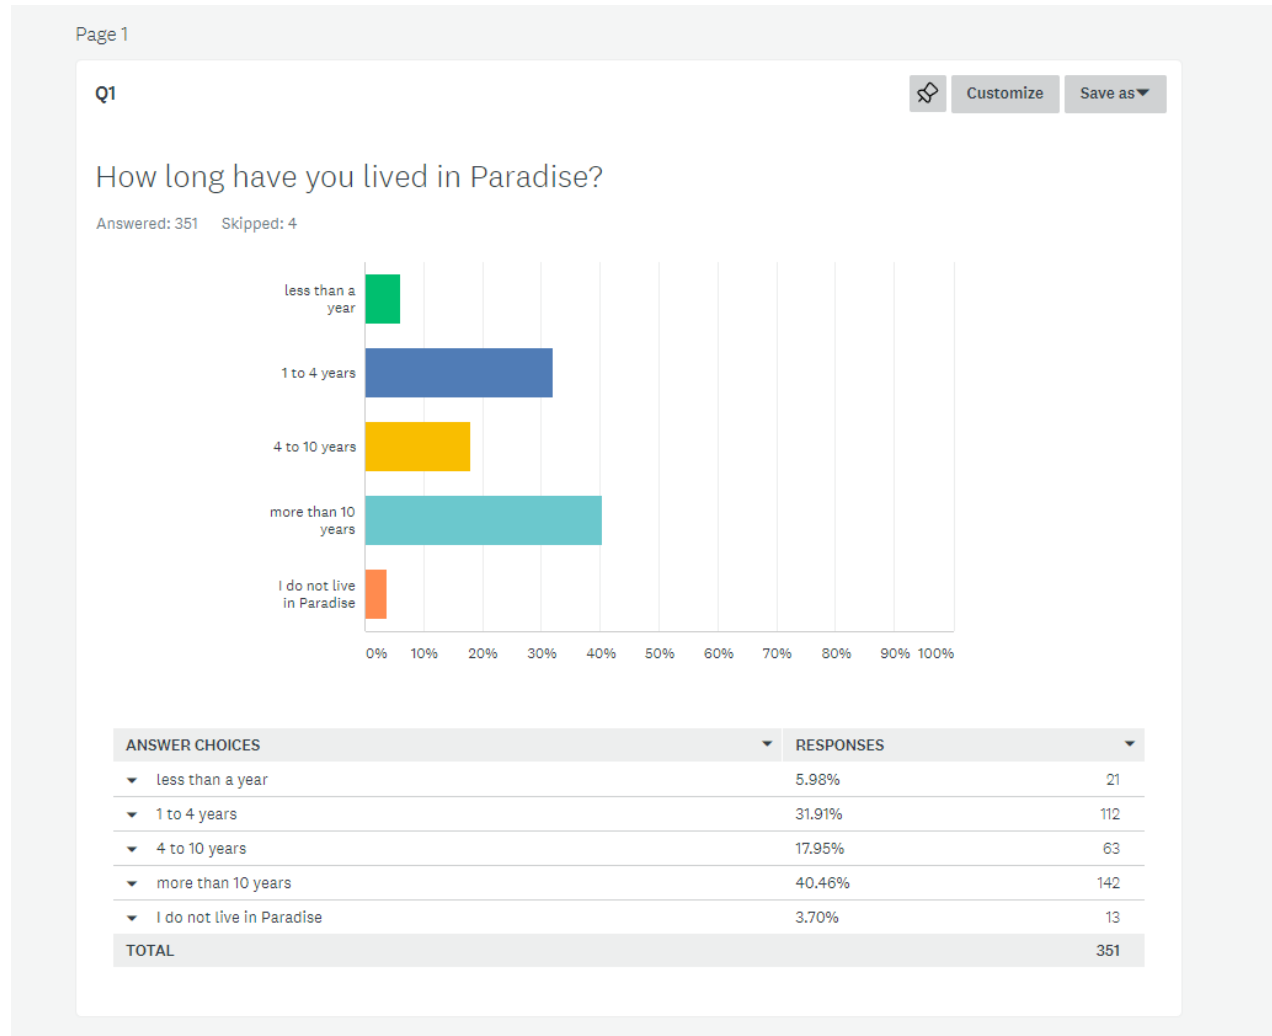 Page 1
Q1
Customize
Save as
How long have you lived in Paradise?
Answered: 351 Skipped: 4
less than a
year
1 to 4 years
4 to 10 years
more than 10
years
I do not live
in Paradise
0% 10% 20% 30% 40% 50% 60% 70% 80% 90% 100%
ANSWER CHOICES RESPONSES
less than a year 5.98% 21
1 to 4 years 31.91% 112
4 to 10 years 17.95% 63
more than 10 years 40.46% 142
I do not live in Paradise 3.70% 13
TOTAL 351